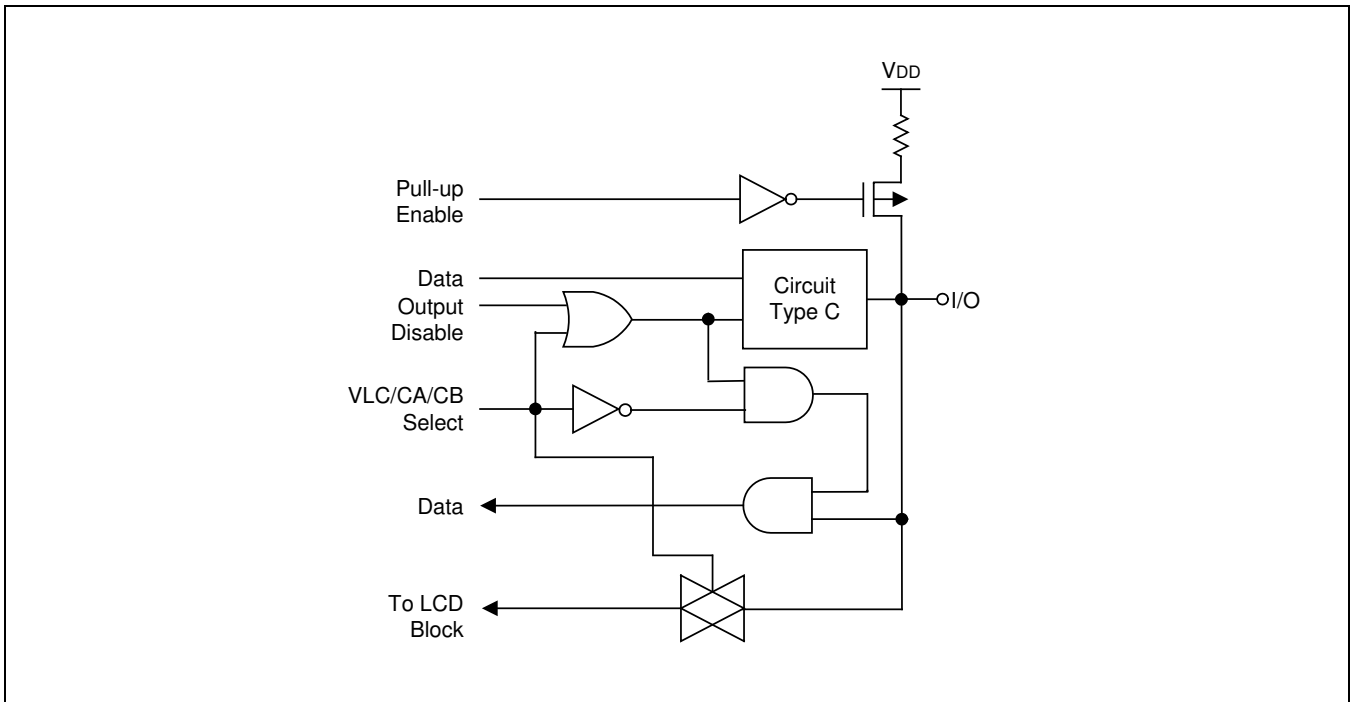 VDD
Pull-up
Enable
Data
Output
Disable
Circuit
Type C
I/O
VLC/CA/CB
Select
Data
To LCD
Block